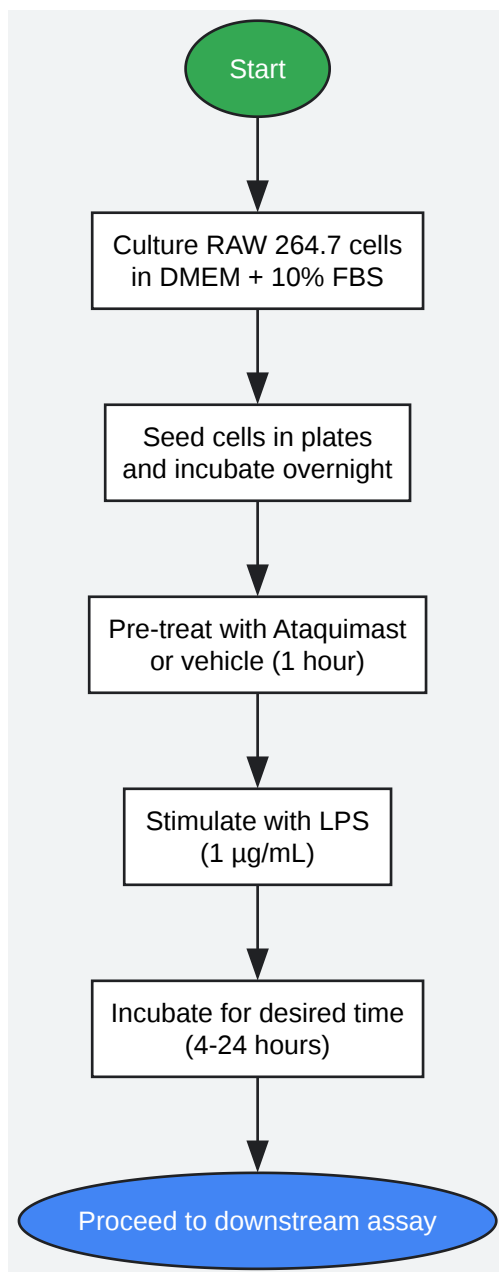 Start
Culture RAW 264.7 cells
in DMEM + 10% FBS
Seed cells in plates
and incubate overnight
Pre-treat with Ataquimast
or vehicle (1 hour)
Stimulate with LPS
(1 µg/mL)
Incubate for desired time
(4-24 hours)
Proceed to downstream assay